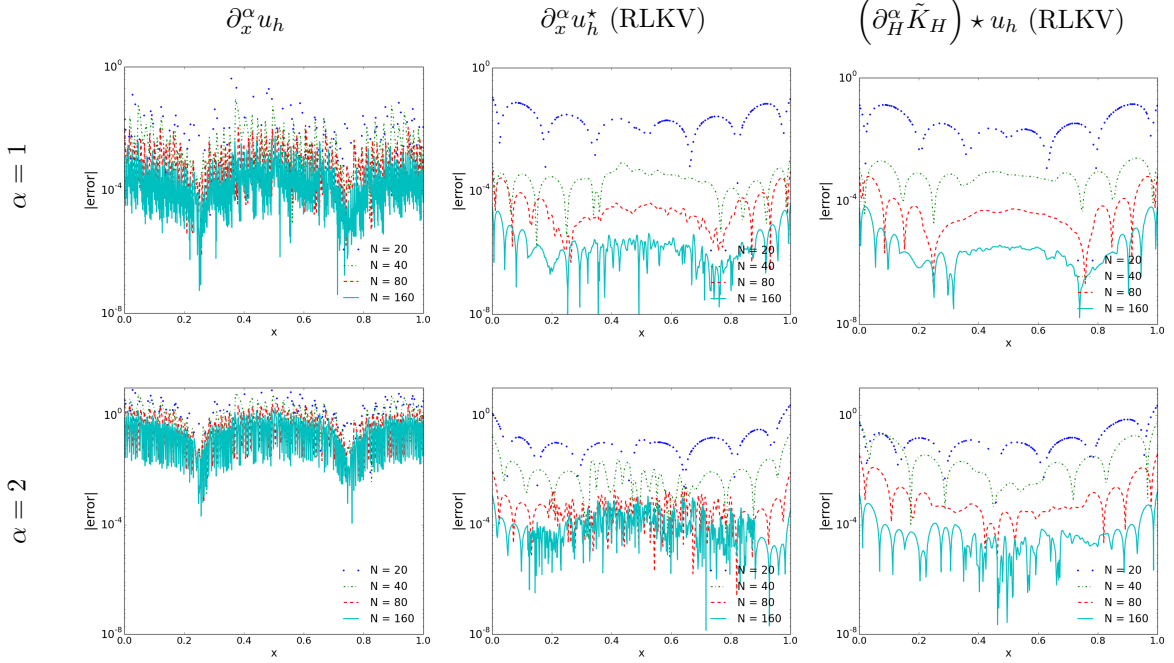 ∂_x^α u_h
∂_x^α u_h^⋆ (RLKV)
(∂_H^α K̃_H) ⋆ u_h (RLKV)
α = 1
|error|
10^0
10^-4
10^-8
N = 20
N = 40
N = 80
N = 160
0.0 0.2 0.4 0.6 0.8 1.0
x
|error|
10^0
10^-4
10^-8
N = 20
N = 40
N = 80
N = 160
0.0 0.2 0.4 0.6 0.8 1.0
x
|error|
10^0
10^-4
10^-8
N = 20
N = 40
N = 80
N = 160
0.0 0.2 0.4 0.6 0.8 1.0
x
α = 2
|error|
10^0
10^-4
10^-8
N = 20
N = 40
N = 80
N = 160
0.0 0.2 0.4 0.6 0.8 1.0
x
|error|
10^0
10^-4
10^-8
N = 20
N = 40
N = 80
N = 160
0.0 0.2 0.4 0.6 0.8 1.0
x
|error|
10^0
10^-4
10^-8
N = 20
N = 40
N = 80
N = 160
0.0 0.2 0.4 0.6 0.8 1.0
x